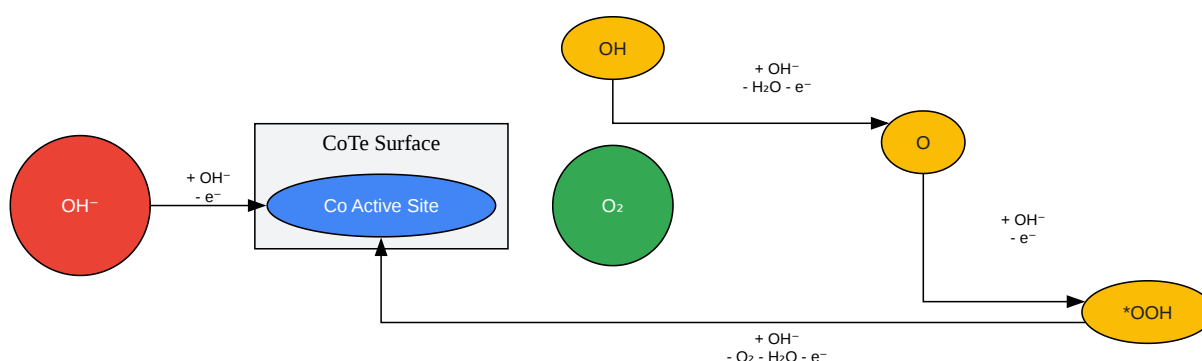 OH
+ OH⁻
- H₂O - e⁻
CoTe Surface
O
OH⁻
+ OH⁻
- e⁻
Co Active Site
O₂
+ OH⁻
- e⁻
*OOH
+ OH⁻
- O₂ - H₂O - e⁻